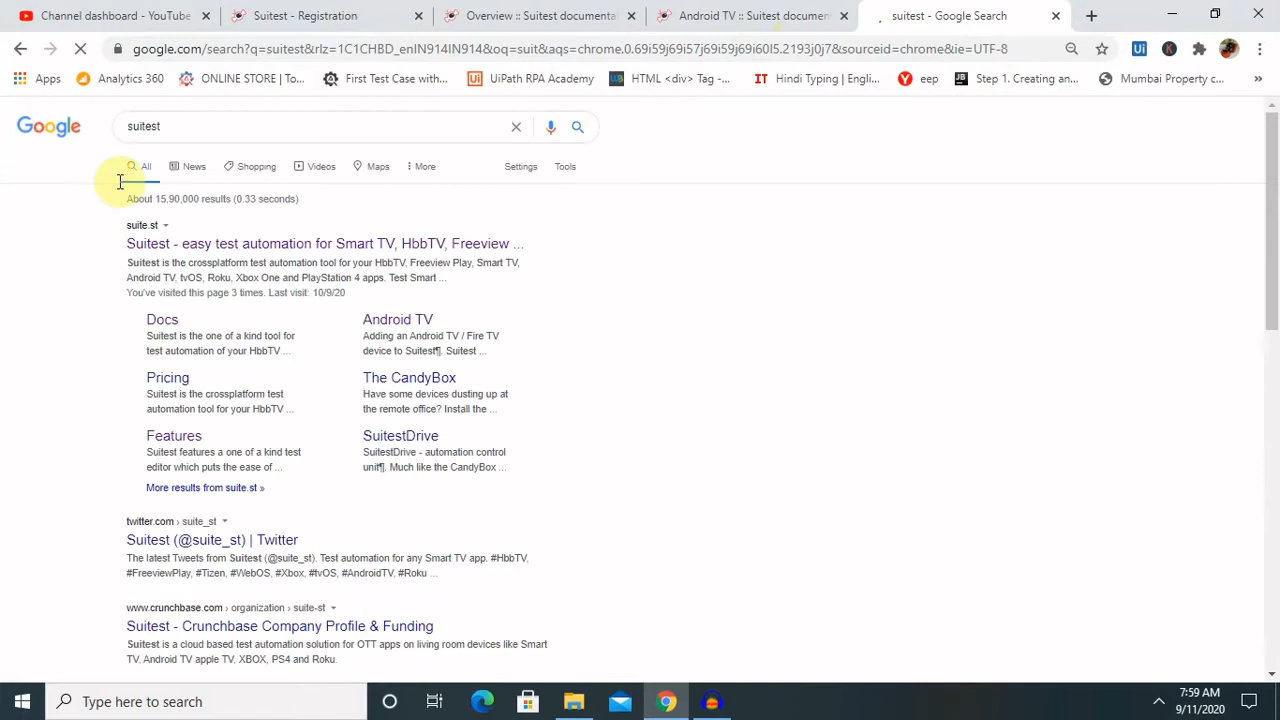 Channel dashboard - YouTube
Suitest - Registration
Overview :: Suitest documenta
Android TV :: Suitest documen
suitest - Google Search
google.com/search?q=suitest&rlz=1C1CHBD_enIN914IN914&oq=suit&aqs=chrome.0.69i59j69i57j69i59j69i60l5.2193j0j7&sourceid=chrome&ie=UTF-8
Apps
Analytics 360
ONLINE STORE | To...
First Test Case with...
UiPath RPA Academy
HTML <div> Tag -...
Hindi Typing | Engli...
eep
Step 1. Creating an...
Mumbai Property c...
»
Google
suitest
All
News
Shopping
Videos
Maps
More
Settings
Tools
About 15,90,000 results (0.33 seconds)
suite.st
Suitest - easy test automation for Smart TV, HbbTV, Freeview ...
Suitest is the crossplatform test automation tool for your HbbTV, Freeview Play, Smart TV,
Android TV, tvOS, Roku, Xbox One and PlayStation 4 apps. Test Smart ...
You've visited this page 3 times. Last visit: 10/9/20
Docs
Suitest is the one of a kind tool for
test automation of your HbbTV ...
Android TV
Adding an Android TV / Fire TV
device to Suitest¶. Suitest ...
Pricing
Suitest is the crossplatform test
automation tool for your HbbTV ...
The CandyBox
Have some devices dusting up at
the remote office? Install the ...
Features
Suitest features a one of a kind test
editor which puts the ease of ...
SuitestDrive
SuitestDrive - automation control
unit¶. Much like the CandyBox ...
More results from suite.st »
twitter.com › suite_st
Suitest (@suite_st) | Twitter
The latest Tweets from Suitest (@suite_st). Test automation for any Smart TV app. #HbbTV,
#FreeviewPlay, #Tizen, #WebOS, #Xbox, #tvOS, #AndroidTV, #Roku ...
www.crunchbase.com › organization › suite-st
Suitest - Crunchbase Company Profile & Funding
Suitest is a cloud based test automation solution for OTT apps on living room devices like Smart
TV, Android TV apple TV, XBOX, PS4 and Roku.
Type here to search
7:59 AM
9/11/2020